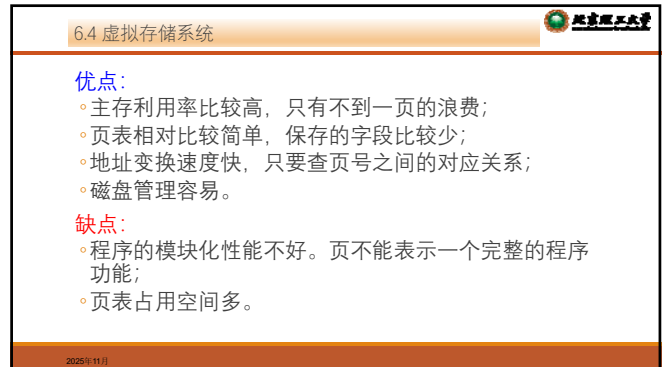 6.4 虚拟存储系统
北京理工大学
优点:
◦主存利用率比较高，只有不到一页的浪费;
◦页表相对比较简单，保存的字段比较少;
◦地址变换速度快，只要查页号之间的对应关系;
◦磁盘管理容易。
缺点:
◦程序的模块化性能不好。页不能表示一个完整的程序
功能;
◦页表占用空间多。
2025年11月